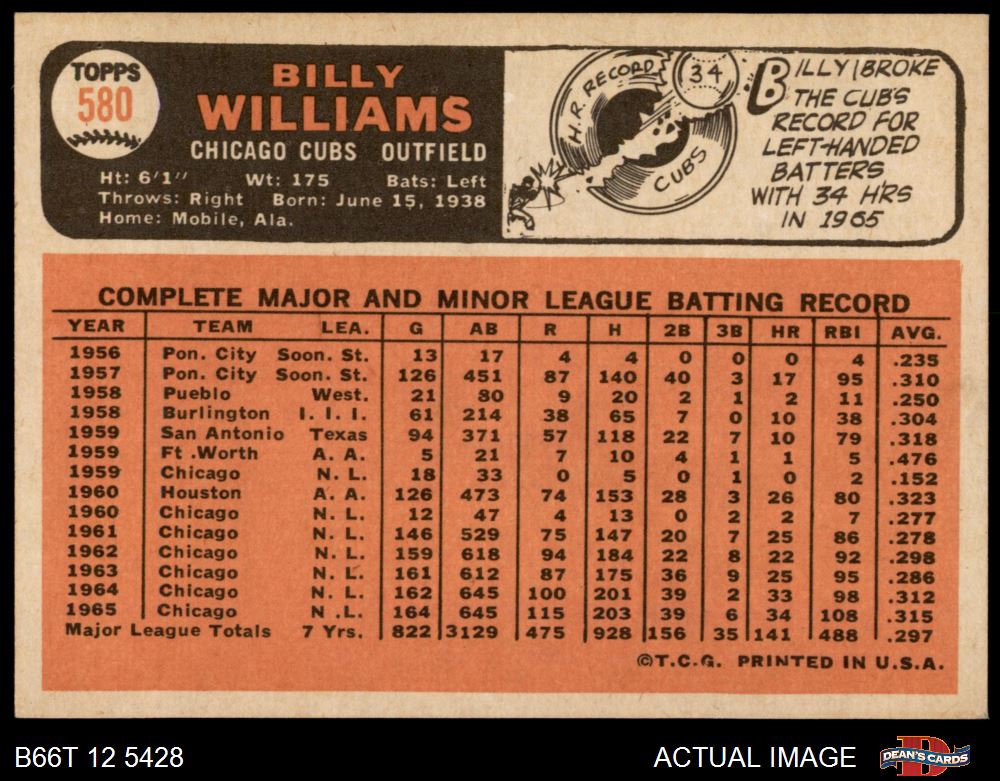 TOPPS
580
BILLY
WILLIAMS
CHICAGO CUBS OUTFIELD
Ht: 6'1" Wt: 175 Bats: Left
Throws: Right Born: June 15, 1938
Home: Mobile, Ala.
H.R. RECORD
34
CUBS
BILLY BROKE
THE CUB'S
RECORD FOR
LEFT-HANDED
BATTERS
WITH 34 HRS
IN 1965
COMPLETE MAJOR AND MINOR LEAGUE BATTING RECORD
YEAR TEAM LEA. G AB R H 2B 3B HR RBI AVG.
1956 Pon. City Soon. St. 13 17 4 4 0 0 0 4 .235
1957 Pon. City Soon. St. 126 451 87 140 40 3 17 95 .310
1958 Pueblo West. 21 80 9 20 2 1 2 11 .250
1958 Burlington I. I. I. 61 214 38 65 7 0 10 38 .304
1959 San Antonio Texas 94 371 57 118 22 7 10 79 .318
1959 Ft .Worth A. A. 5 21 7 10 4 1 1 5 .476
1959 Chicago N. L. 18 33 0 5 0 1 0 2 .152
1960 Houston A. A. 126 473 74 153 28 3 26 80 .323
1960 Chicago N. L. 12 47 4 13 0 2 2 7 .277
1961 Chicago N. L. 146 529 75 147 20 7 25 86 .278
1962 Chicago N. L. 159 618 94 184 22 8 22 92 .298
1963 Chicago N. L. 161 612 87 175 36 9 25 95 .286
1964 Chicago N. L. 162 645 100 201 39 2 33 98 .312
1965 Chicago N .L. 164 645 115 203 39 6 34 108 .315
Major League Totals 7 Yrs. 822 3129 475 928 156 35 141 488 .297
©T.C.G. PRINTED IN U.S.A.
B66T 12 5428
ACTUAL IMAGE
DEAN'S CARDS